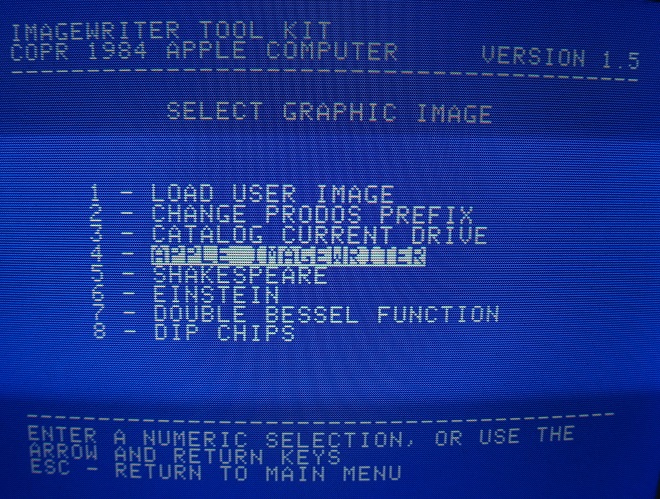 IMAGEWRITER TOOL KIT
COPR 1984 APPLE COMPUTER VERSION 1.5
SELECT GRAPHIC IMAGE
1 - LOAD USER IMAGE
2 - CHANGE PRODOS PREFIX
3 - CATALOG CURRENT DRIVE
4 - APPLE IMAGEWRITER
5 - SHAKESPEARE
6 - EINSTEIN
7 - DOUBLE BESSEL FUNCTION
8 - DIP CHIPS
ENTER A NUMERIC SELECTION, OR USE THE
ARROW AND RETURN KEYS
ESC - RETURN TO MAIN MENU